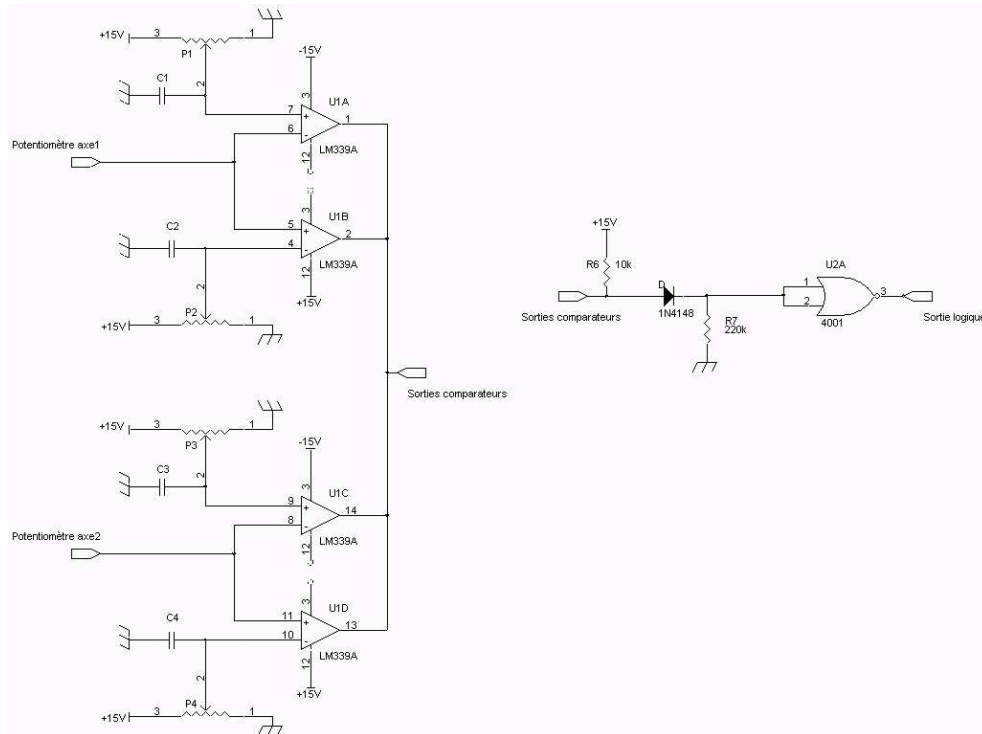 +15V 3 1
P1
-15V
C1
2
3
U1A
7 + 1
6 -
LM339A
12
Potentiomètre axe1
3
U1B
C2
5 + 2
4 -
LM339A
12
2
+15V
+15V 3 1
P2
Sorties comparateurs
+15V 3 1
P3
-15V
C3
2
3
U1C
9 + 14
8 -
LM339A
12
Potentiomètre axe2
3
U1D
C4
11 + 13
10 -
LM339A
12
2
+15V
P4
+15V 3 1
+15V
R6 10k
U2A
D
1
3
2
Sorties comparateurs
1N4148
R7
220k
4001
Sortie logique